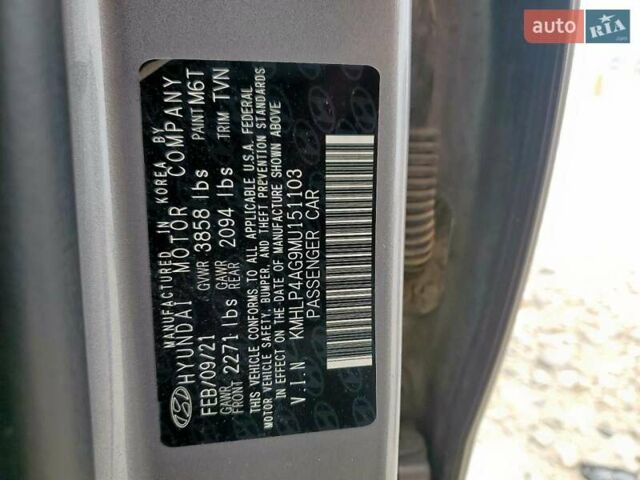 MANUFACTURED IN KOREA BY
HYUNDAI MOTOR COMPANY
FEB/09/21 GVWR 3858 lbs PAINT M6T
GAWR FRONT 2271 lbs GAWR REAR 2094 lbs TRIM TVN
THIS VEHICLE CONFORMS TO ALL APPLICABLE U.S.A. FEDERAL
MOTOR VEHICLE SAFETY, BUMPER, AND THEFT PREVENTION STANDARDS
IN EFFECT ON THE DATE OF MANUFACTURE SHOWN ABOVE
V.I.N KMHLP4AG9MU151103
PASSENGER CAR
auto RIA.com